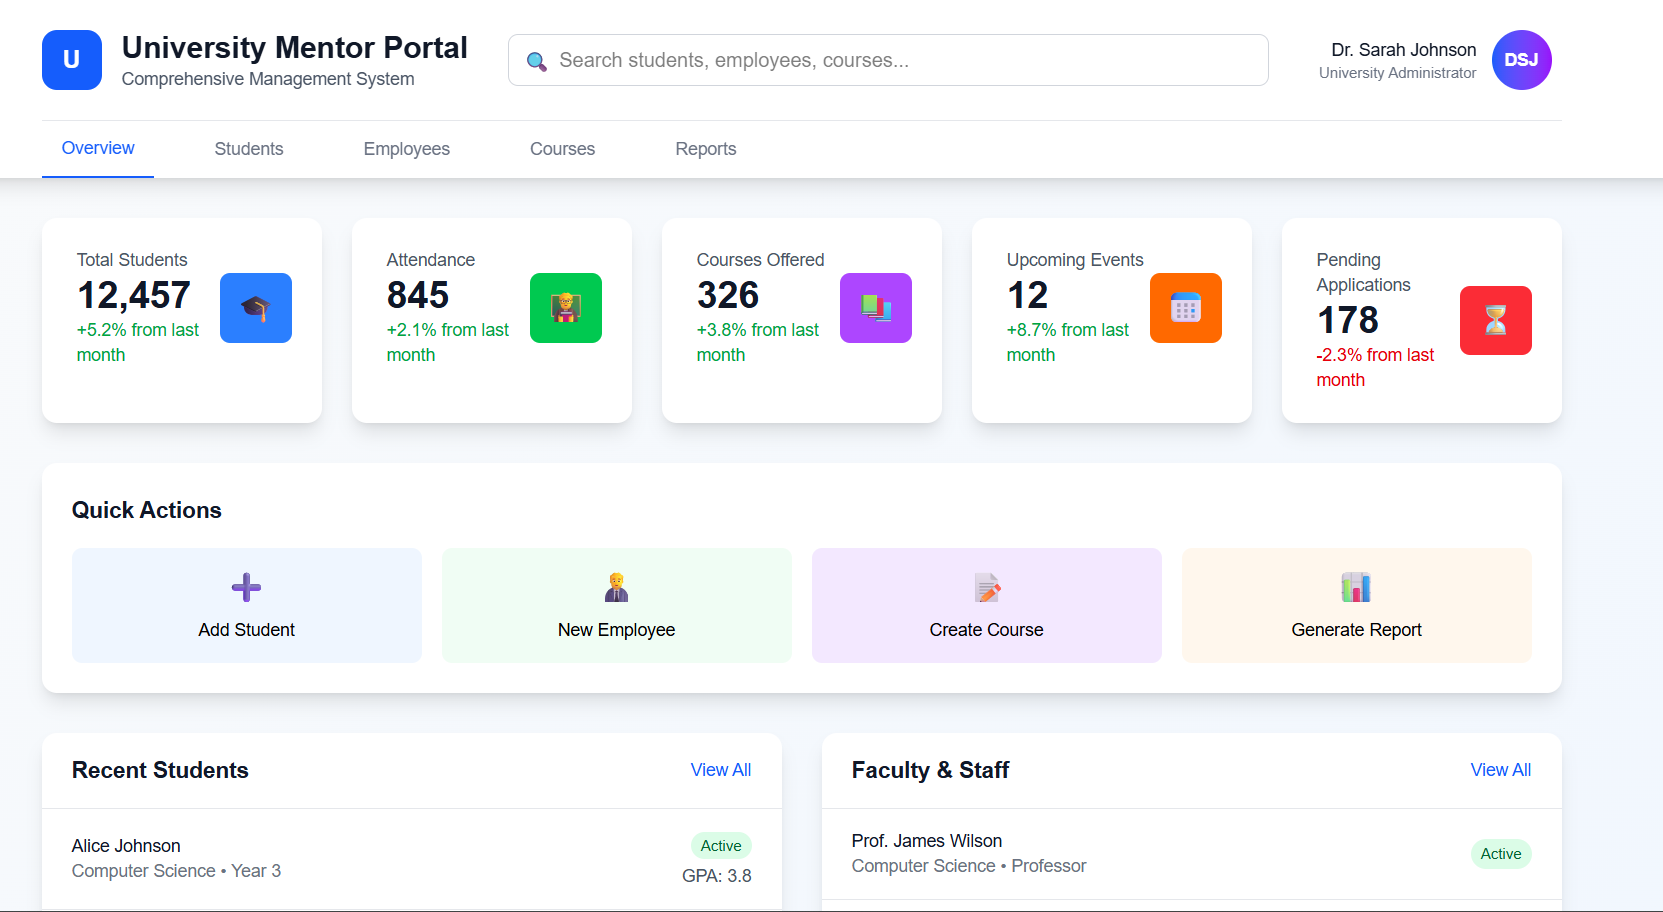 U
University Mentor Portal
Comprehensive Management System
Search students, employees, courses...
Dr. Sarah Johnson
University Administrator
DSJ
Overview
Students
Employees
Courses
Reports
Total Students
12,457
+5.2% from last
month
Attendance
845
+2.1% from last
month
Courses Offered
326
+3.8% from last
month
Upcoming Events
12
+8.7% from last
month
Pending
Applications
178
-2.3% from last
month
Quick Actions
Add Student
New Employee
Create Course
Generate Report
Recent Students
View All
Alice Johnson
Computer Science • Year 3
Active
GPA: 3.8
Faculty & Staff
View All
Prof. James Wilson
Computer Science • Professor
Active